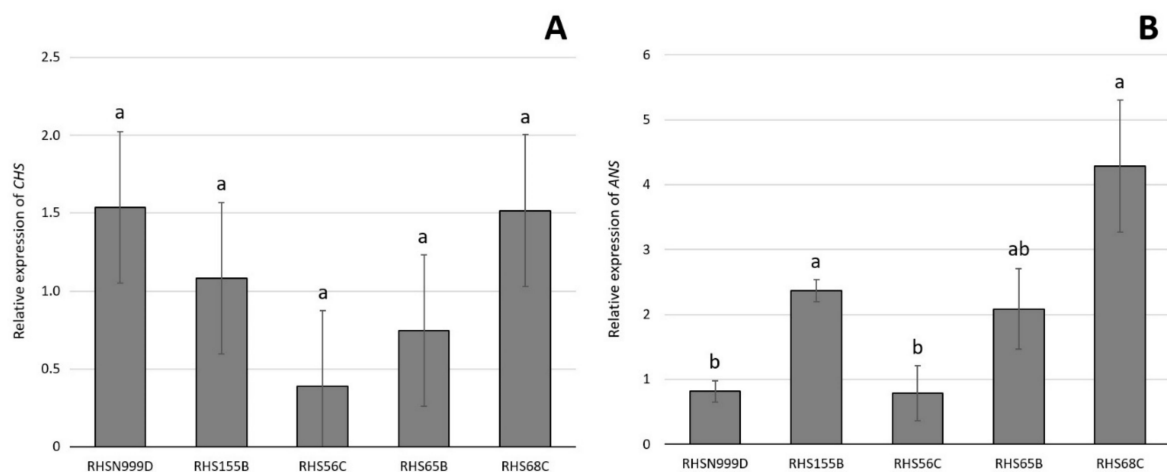 A
Relative expression of CHS
2.5
2.0
1.5
1.0
0.5
0
a
a
a
a
a
RHSN999D RHS155B RHS56C RHS65B RHS68C
B
Relative expression of ANS
6
5
4
3
2
1
0
b
a
b
ab
a
RHSN999D RHS155B RHS56C RHS65B RHS68C